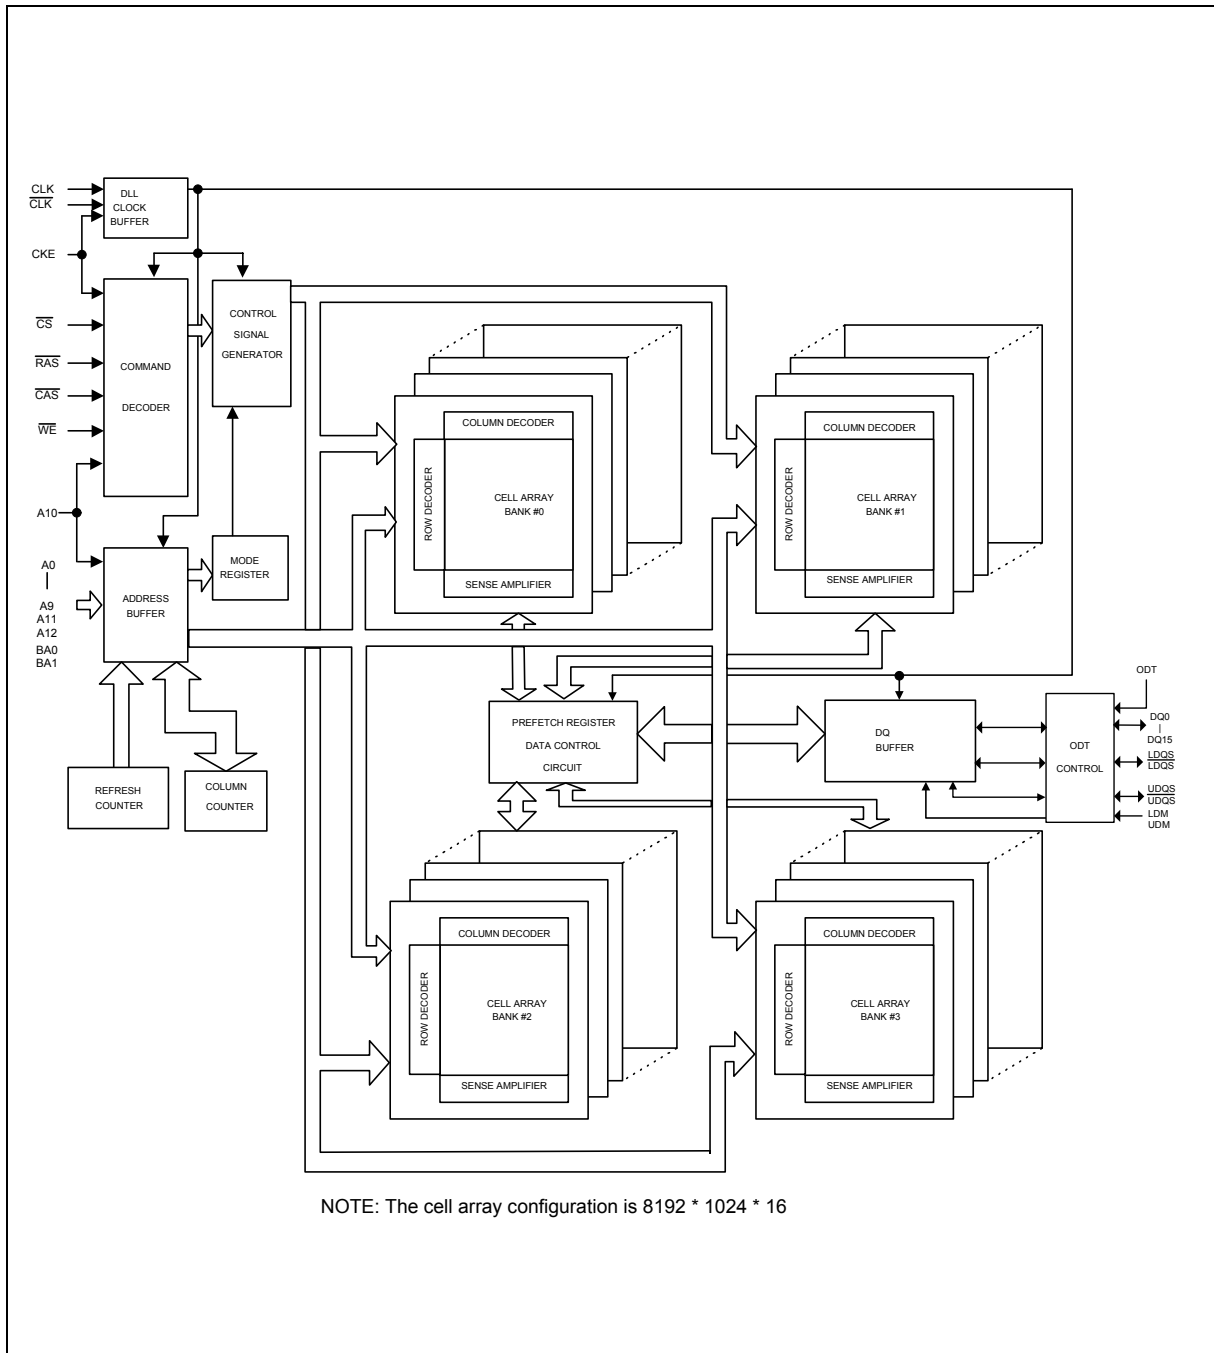 CLK
CLK
CKE
CS
RAS
CAS
WE
A10
A0
A9
A11
A12
BA0
BA1
DLL
CLOCK
BUFFER
COMMAND
DECODER
CONTROL
SIGNAL
GENERATOR
MODE
REGISTER
ADDRESS
BUFFER
REFRESH
COUNTER
COLUMN
COUNTER
COLUMN DECODER
ROW DECODER
CELL ARRAY
BANK #0
SENSE AMPLIFIER
COLUMN DECODER
ROW DECODER
CELL ARRAY
BANK #1
SENSE AMPLIFIER
PREFETCH REGISTER
DATA CONTROL
CIRCUIT
DQ
BUFFER
ODT
CONTROL
ODT
DQ0
|
DQ15
LDQS
LDQS
UDQS
UDQS
LDM
UDM
COLUMN DECODER
ROW DECODER
CELL ARRAY
BANK #2
SENSE AMPLIFIER
COLUMN DECODER
ROW DECODER
CELL ARRAY
BANK #3
SENSE AMPLIFIER
NOTE: The cell array configuration is 8192 * 1024 * 16